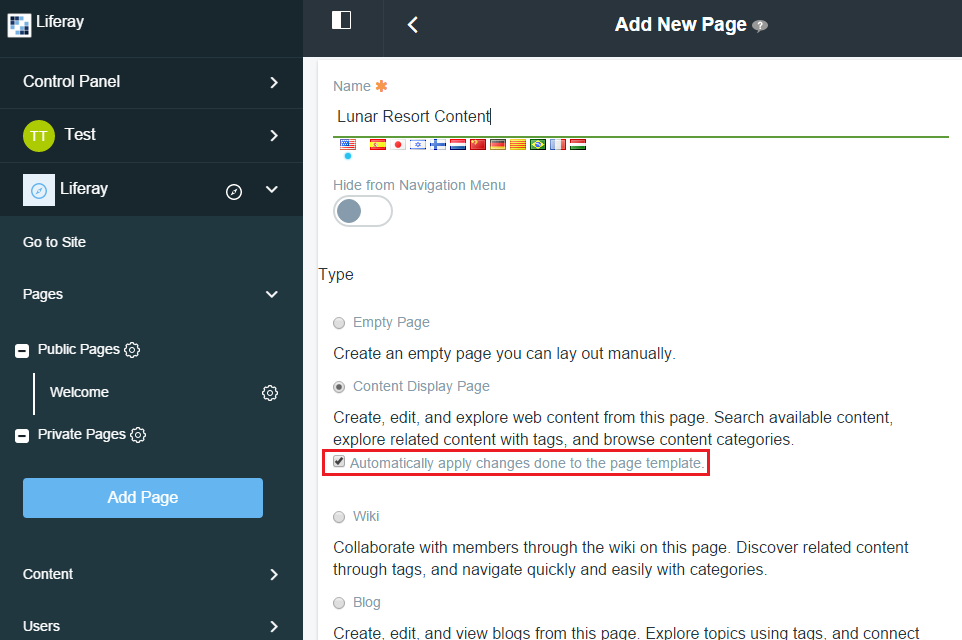 Liferay
Control Panel
TT
Test
Liferay
Go to Site
Pages
Public Pages
Welcome
Private Pages
Add Page
Content
Users
Add New Page ?
Name *
Lunar Resort Content
Hide from Navigation Menu
Type
Empty Page
Create an empty page you can lay out manually.
Content Display Page
Create, edit, and explore web content from this page. Search available content,
explore related content with tags, and browse content categories.
Automatically apply changes done to the page template.
Wiki
Collaborate with members through the wiki on this page. Discover related content
through tags, and navigate quickly and easily with categories.
Blog
Create, edit, and view blogs from this page. Explore topics using tags, and connect